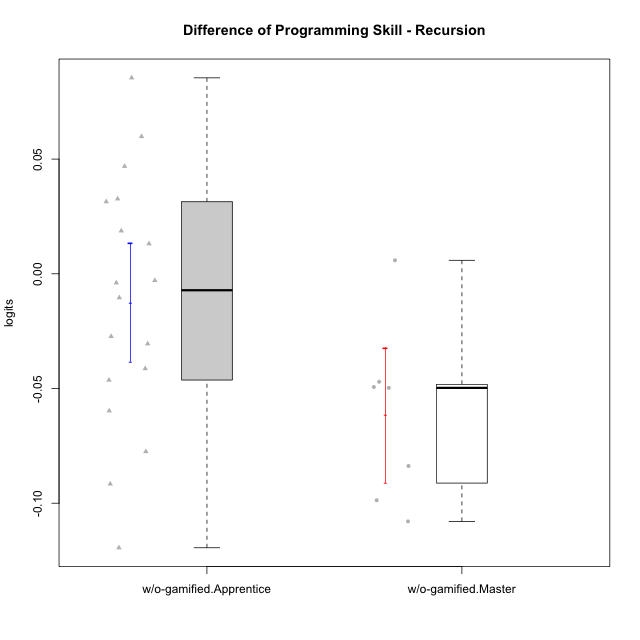 Difference of Programming Skill - Recursion
logits
0.05
0.00
-0.05
-0.10
w/o-gamified.Apprentice
w/o-gamified.Master